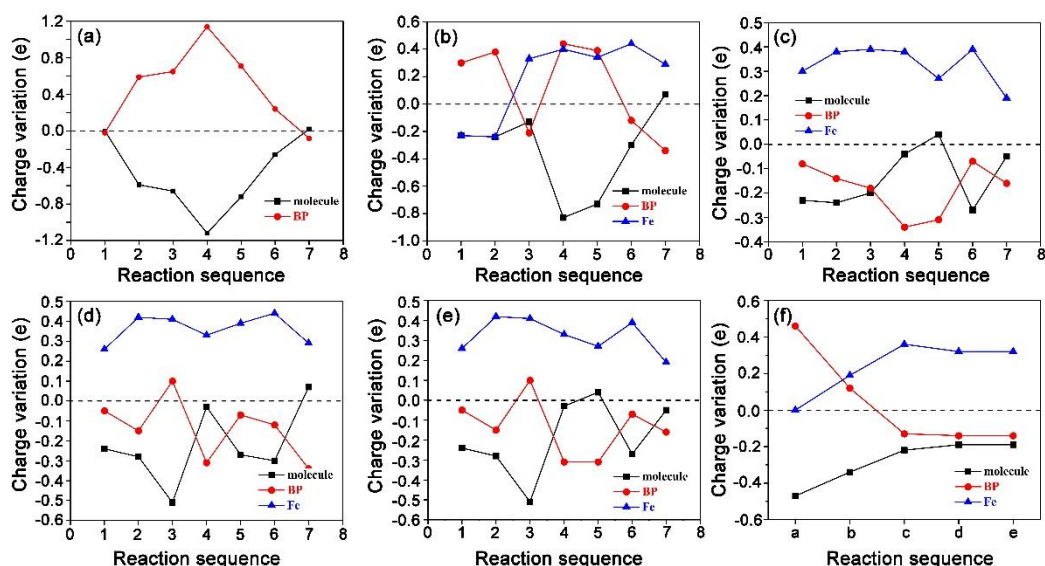 (a)
Charge variation (e)
1.2
0.8
0.4
0.0
-0.4
-0.8
-1.2
molecule
BP
0 1 2 3 4 5 6 7 8
Reaction sequence
(b)
Charge variation (e)
0.6
0.4
0.2
0.0
-0.2
-0.4
-0.6
-0.8
-1.0
molecule
BP
Fe
0 1 2 3 4 5 6 7 8
Reaction sequence
(c)
Charge variation (e)
0.5
0.4
0.3
0.2
0.1
0.0
-0.1
-0.2
-0.3
-0.4
molecule
BP
Fe
0 1 2 3 4 5 6 7 8
Reaction sequence
(d)
Charge variation (e)
0.5
0.4
0.3
0.2
0.1
0.0
-0.1
-0.2
-0.3
-0.4
-0.5
-0.6
molecule
BP
Fe
0 1 2 3 4 5 6 7 8
Reaction sequence
(e)
Charge variation (e)
0.5
0.4
0.3
0.2
0.1
0.0
-0.1
-0.2
-0.3
-0.4
-0.5
-0.6
molecule
BP
Fe
0 1 2 3 4 5 6 7 8
Reaction sequence
(f)
Charge variation (e)
0.6
0.4
0.2
0.0
-0.2
-0.4
-0.6
molecule
BP
Fe
a b c d e
Reaction sequence